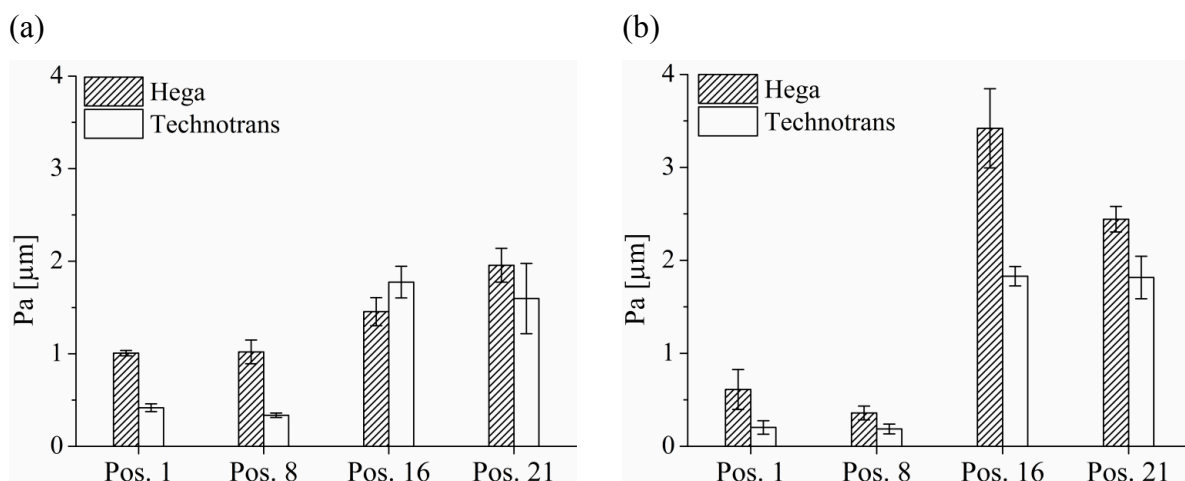 (a)
4
3
2
1
0
Pa [µm]
Hega
Technotrans
Pos. 1 Pos. 8 Pos. 16 Pos. 21
(b)
4
3
2
1
0
Pa [µm]
Hega
Technotrans
Pos. 1 Pos. 8 Pos. 16 Pos. 21